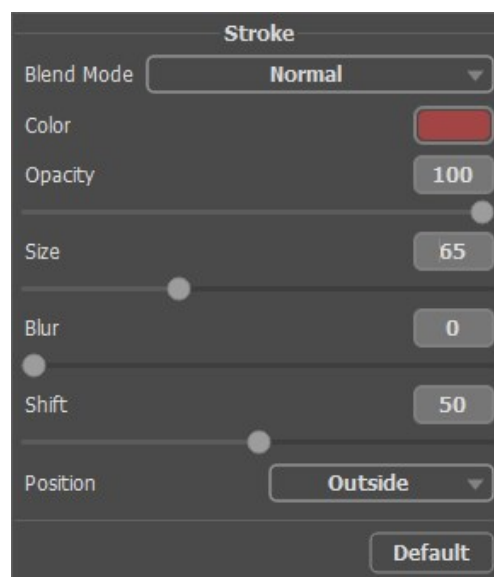 Stroke
Blend Mode Normal
Color
Opacity 100
Size 65
Blur 0
Shift 50
Position Outside
Default